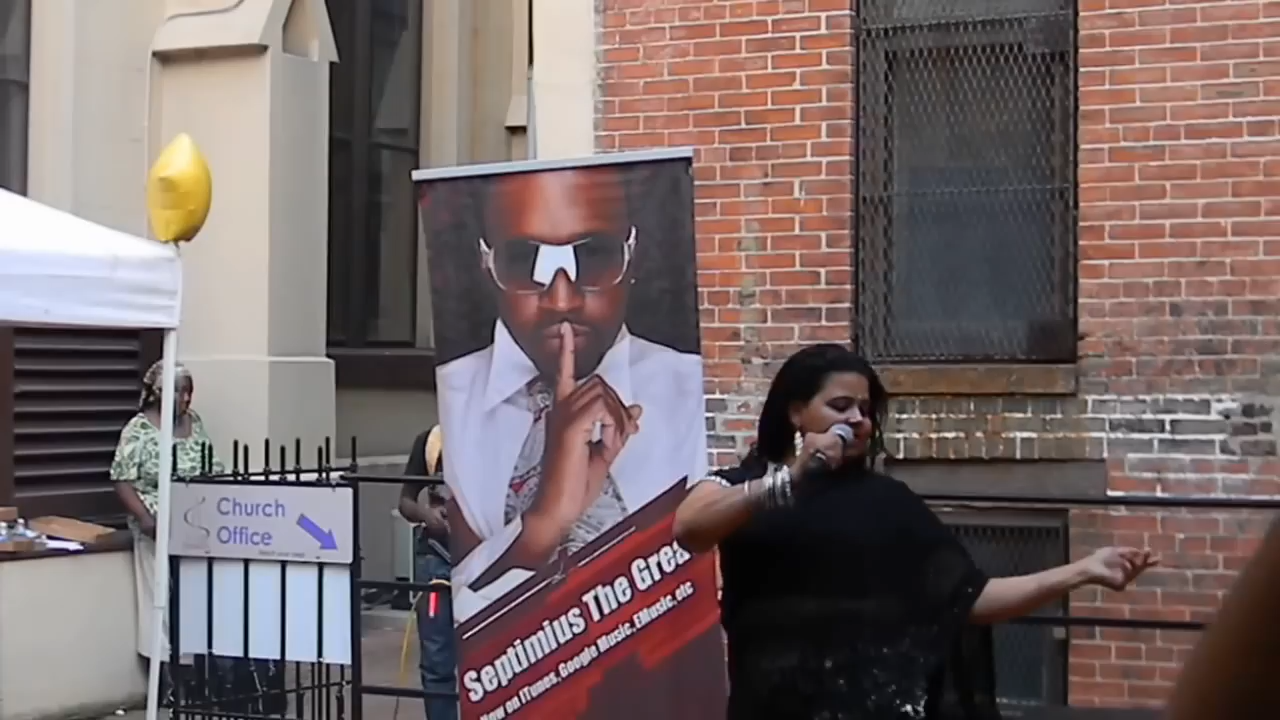 Church
Office
Septimius The Grea
Now on iTunes, Google Music, EMusic, etc